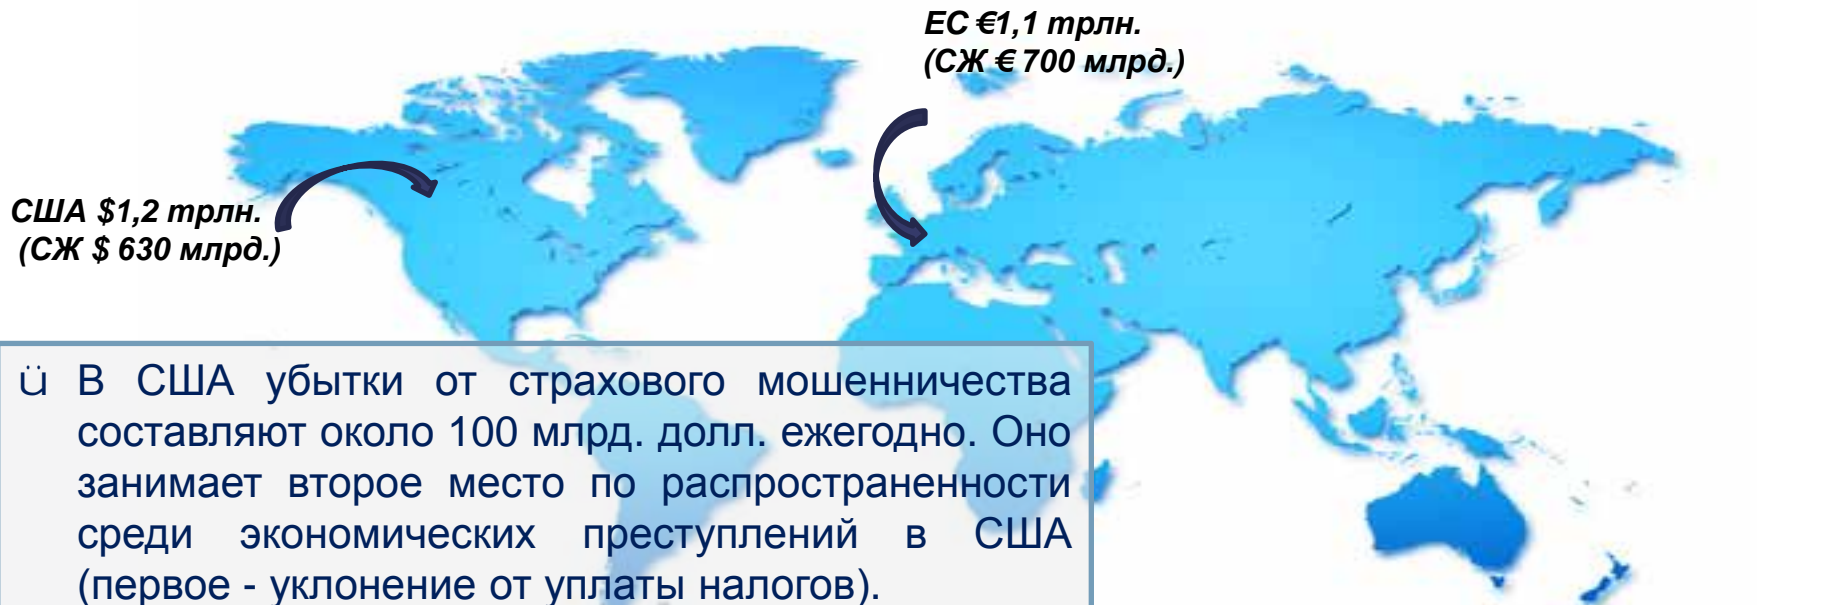 ЕС €1,1 трлн.
(СЖ € 700 млрд.)
США $1,2 трлн.
(СЖ $ 630 млрд.)
ü В США убытки от страхового мошенничества
составляют около 100 млрд. долл. ежегодно. Оно
занимает второе место по распространенности
среди экономических преступлений в США
(первое - уклонение от уплаты налогов).